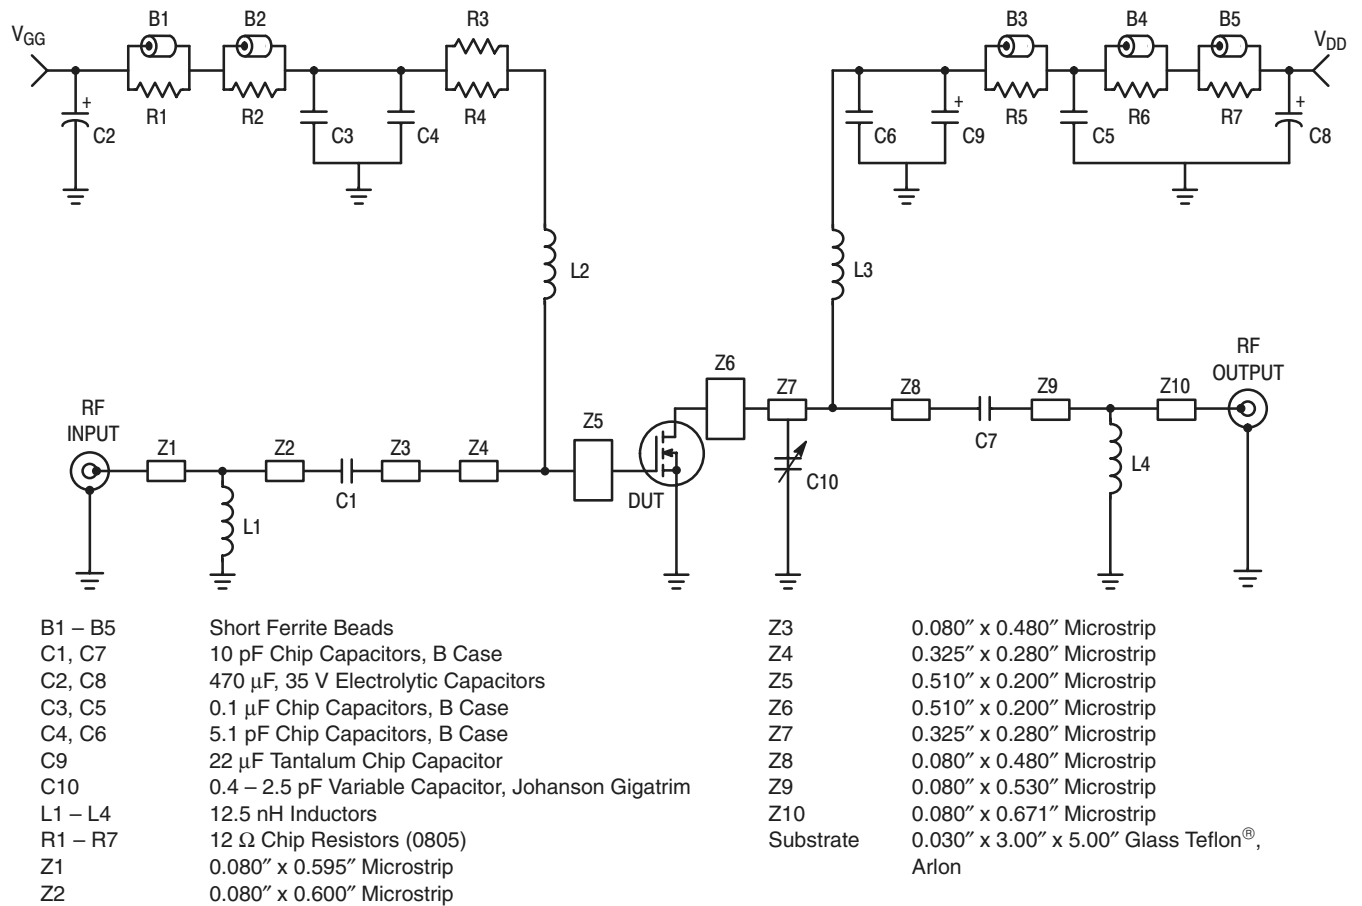 B1 B2 R3 B3 B4 B5
VGG VDD
+ + +
R1 R2 R4 R5 R6 R7
C2 C3 C4 C6 C9 C5 C8
L2 L3
Z6 RF
OUTPUT
Z7 Z8 Z9 Z10
RF
INPUT
Z5
Z1 Z2 Z3 Z4
C7
L4
C1 DUT C10
L1
B1 – B5 Short Ferrite Beads
C1, C7 10 pF Chip Capacitors, B Case
C2, C8 470 μF, 35 V Electrolytic Capacitors
C3, C5 0.1 μF Chip Capacitors, B Case
C4, C6 5.1 pF Chip Capacitors, B Case
C9 22 μF Tantalum Chip Capacitor
C10 0.4 – 2.5 pF Variable Capacitor, Johanson Gigatrim
L1 – L4 12.5 nH Inductors
R1 – R7 12 Ω Chip Resistors (0805)
Z1 0.080″ x 0.595″ Microstrip
Z2 0.080″ x 0.600″ Microstrip
Z3 0.080″ x 0.480″ Microstrip
Z4 0.325″ x 0.280″ Microstrip
Z5 0.510″ x 0.200″ Microstrip
Z6 0.510″ x 0.200″ Microstrip
Z7 0.325″ x 0.280″ Microstrip
Z8 0.080″ x 0.480″ Microstrip
Z9 0.080″ x 0.530″ Microstrip
Z10 0.080″ x 0.671″ Microstrip
Substrate 0.030″ x 3.00″ x 5.00″ Glass Teflon®,
Arlon